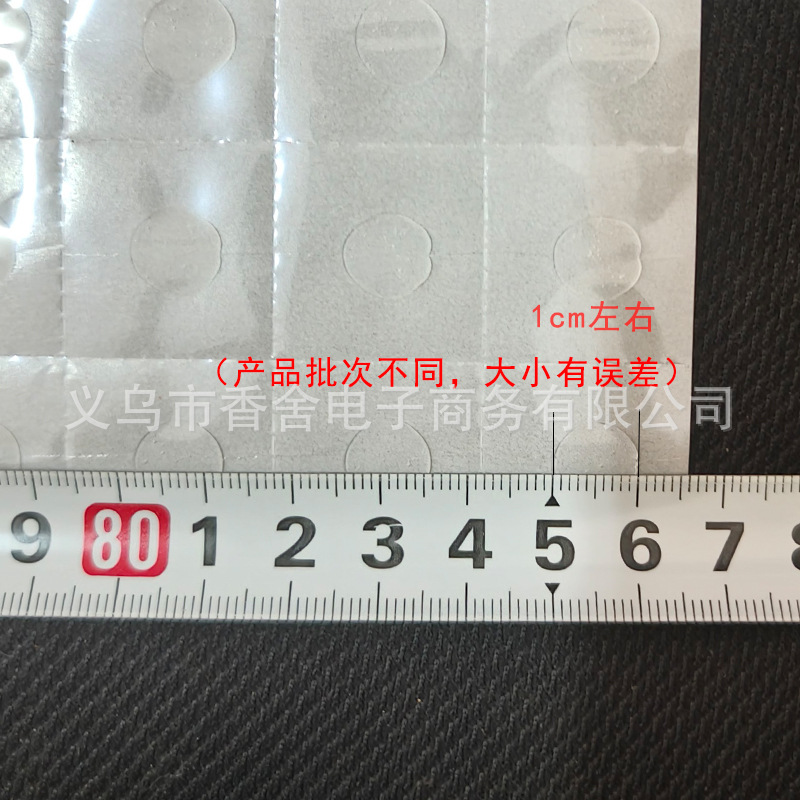 1cm左右
（产品批次不同，大小有误差）
义乌市香舍电子商务有限公司
9 80 1 2 3 4 5 6 7 8